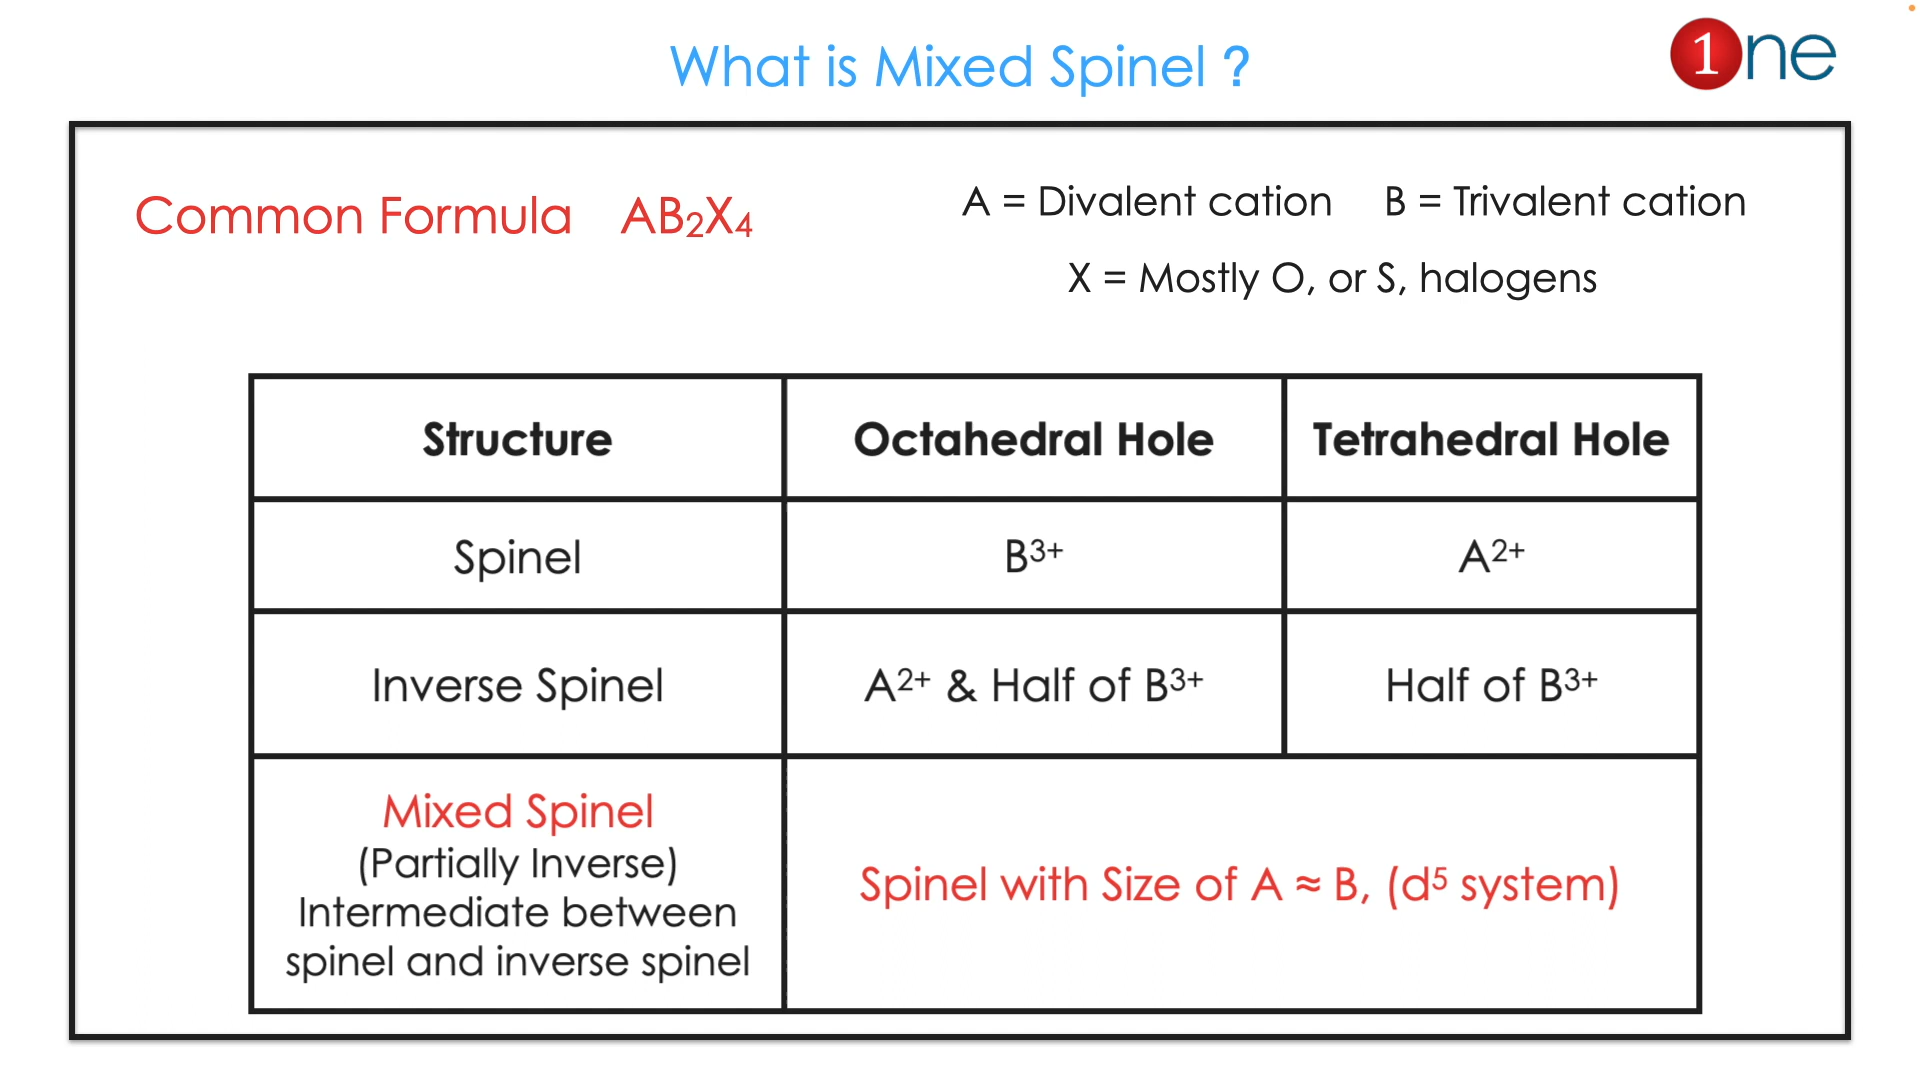 What is Mixed Spinel ?
1ne
Common Formula AB₂X₄
A = Divalent cation B = Trivalent cation
X = Mostly O, or S, halogens
Structure Octahedral Hole Tetrahedral Hole
Spinel B³⁺ A²⁺
Inverse Spinel A²⁺ & Half of B³⁺ Half of B³⁺
Mixed Spinel
(Partially Inverse)
Intermediate between
spinel and inverse spinel
Spinel with Size of A ≈ B, (d⁵ system)